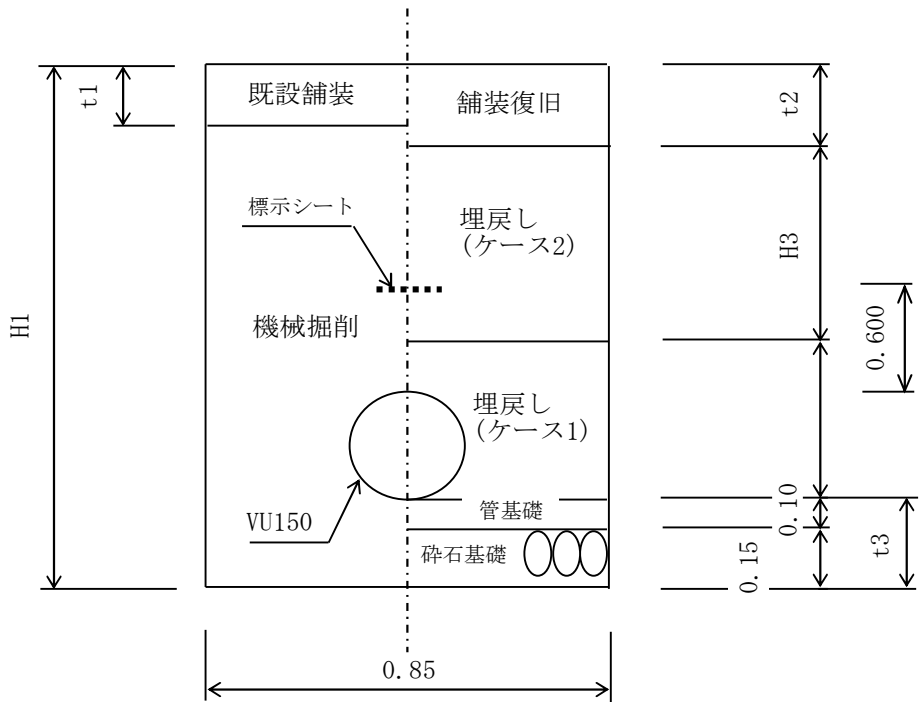 既設舗装
舗装復旧
標示シート
埋戻し
(ケース2)
機械掘削
埋戻し
(ケース1)
VU150
管基礎
砕石基礎
t1
H1
t2
H3
0.600
0.10
0.15
t3
0.85